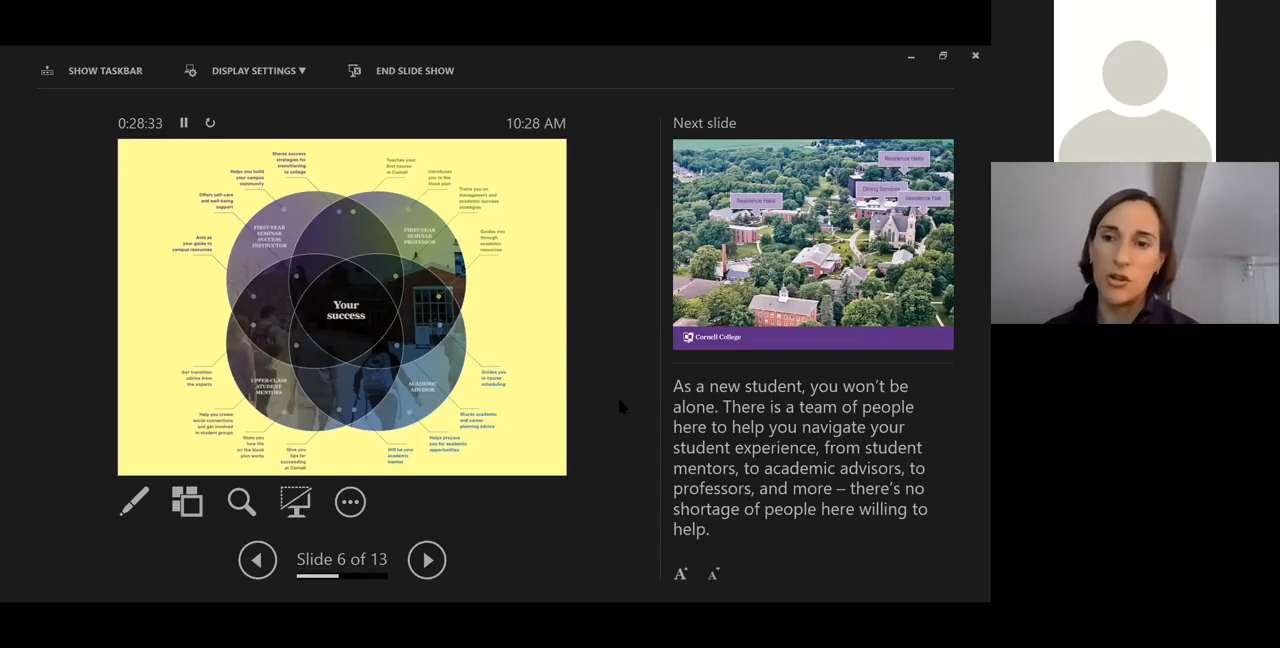 SHOW TASKBAR
DISPLAY SETTINGS ▼
END SLIDE SHOW
0:28:33
10:28 AM
Shares success
strategies for
transitioning
to college
Helps you build
your campus
community
Offers self-care
and well-being
support
Acts as
your guide to
campus resources
Teaches your
first course
at Cornell
Introduces
you to the
block plan
Trains you on
management and
academic success
strategies
Guides you
through
academic
resources
FIRST-YEAR
SEMINAR
SUCCESS
INSTRUCTOR
FIRST-YEAR
SEMINAR
PROFESSOR
Your
success
UPPER-CLASS
STUDENT
MENTORS
ACADEMIC
ADVISOR
Get transition
advice from
the experts
Help you create
social connections
and get involved
in student groups
Show you
how life
on the block
plan works
Give you
tips for
succeeding
at Cornell
Will be your
academic
mentor
Helps prepare
you for academic
opportunities
Shares academic
and career
planning advice
Guides you
in course
scheduling
Slide 6 of 13
Next slide
Residence Halls
Dining Services
Residence Hall
Residence Halls
Cornell College
As a new student, you won't be
alone. There is a team of people
here to help you navigate your
student experience, from student
mentors, to academic advisors, to
professors, and more – there's no
shortage of people here willing to
help.
A A